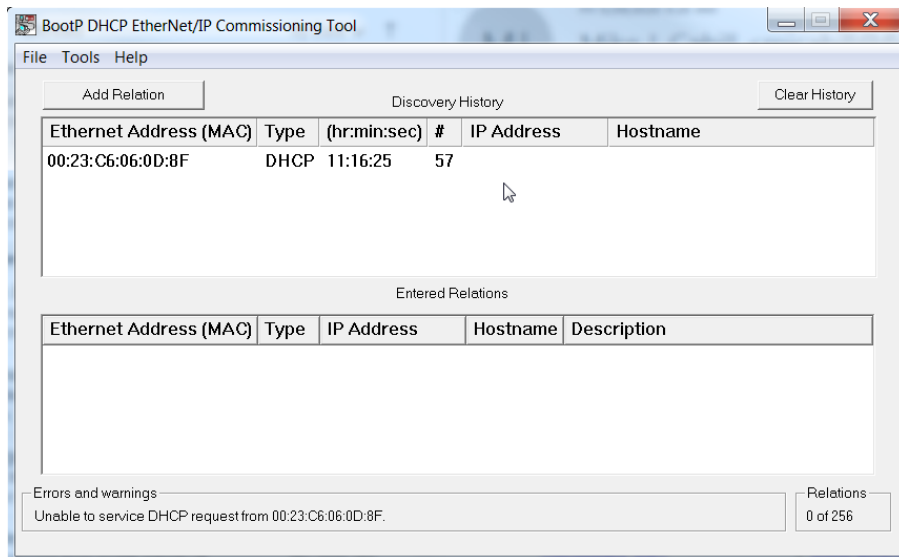 BootP DHCP EtherNet/IP Commissioning Tool
File Tools Help
Add Relation
Discovery History
Clear History
Ethernet Address (MAC) Type (hr:min:sec) # IP Address Hostname
00:23:C6:06:0D:8F DHCP 11:16:25 57
Entered Relations
Ethernet Address (MAC) Type IP Address Hostname Description
Errors and warnings
Unable to service DHCP request from 00:23:C6:06:0D:8F.
Relations
0 of 256